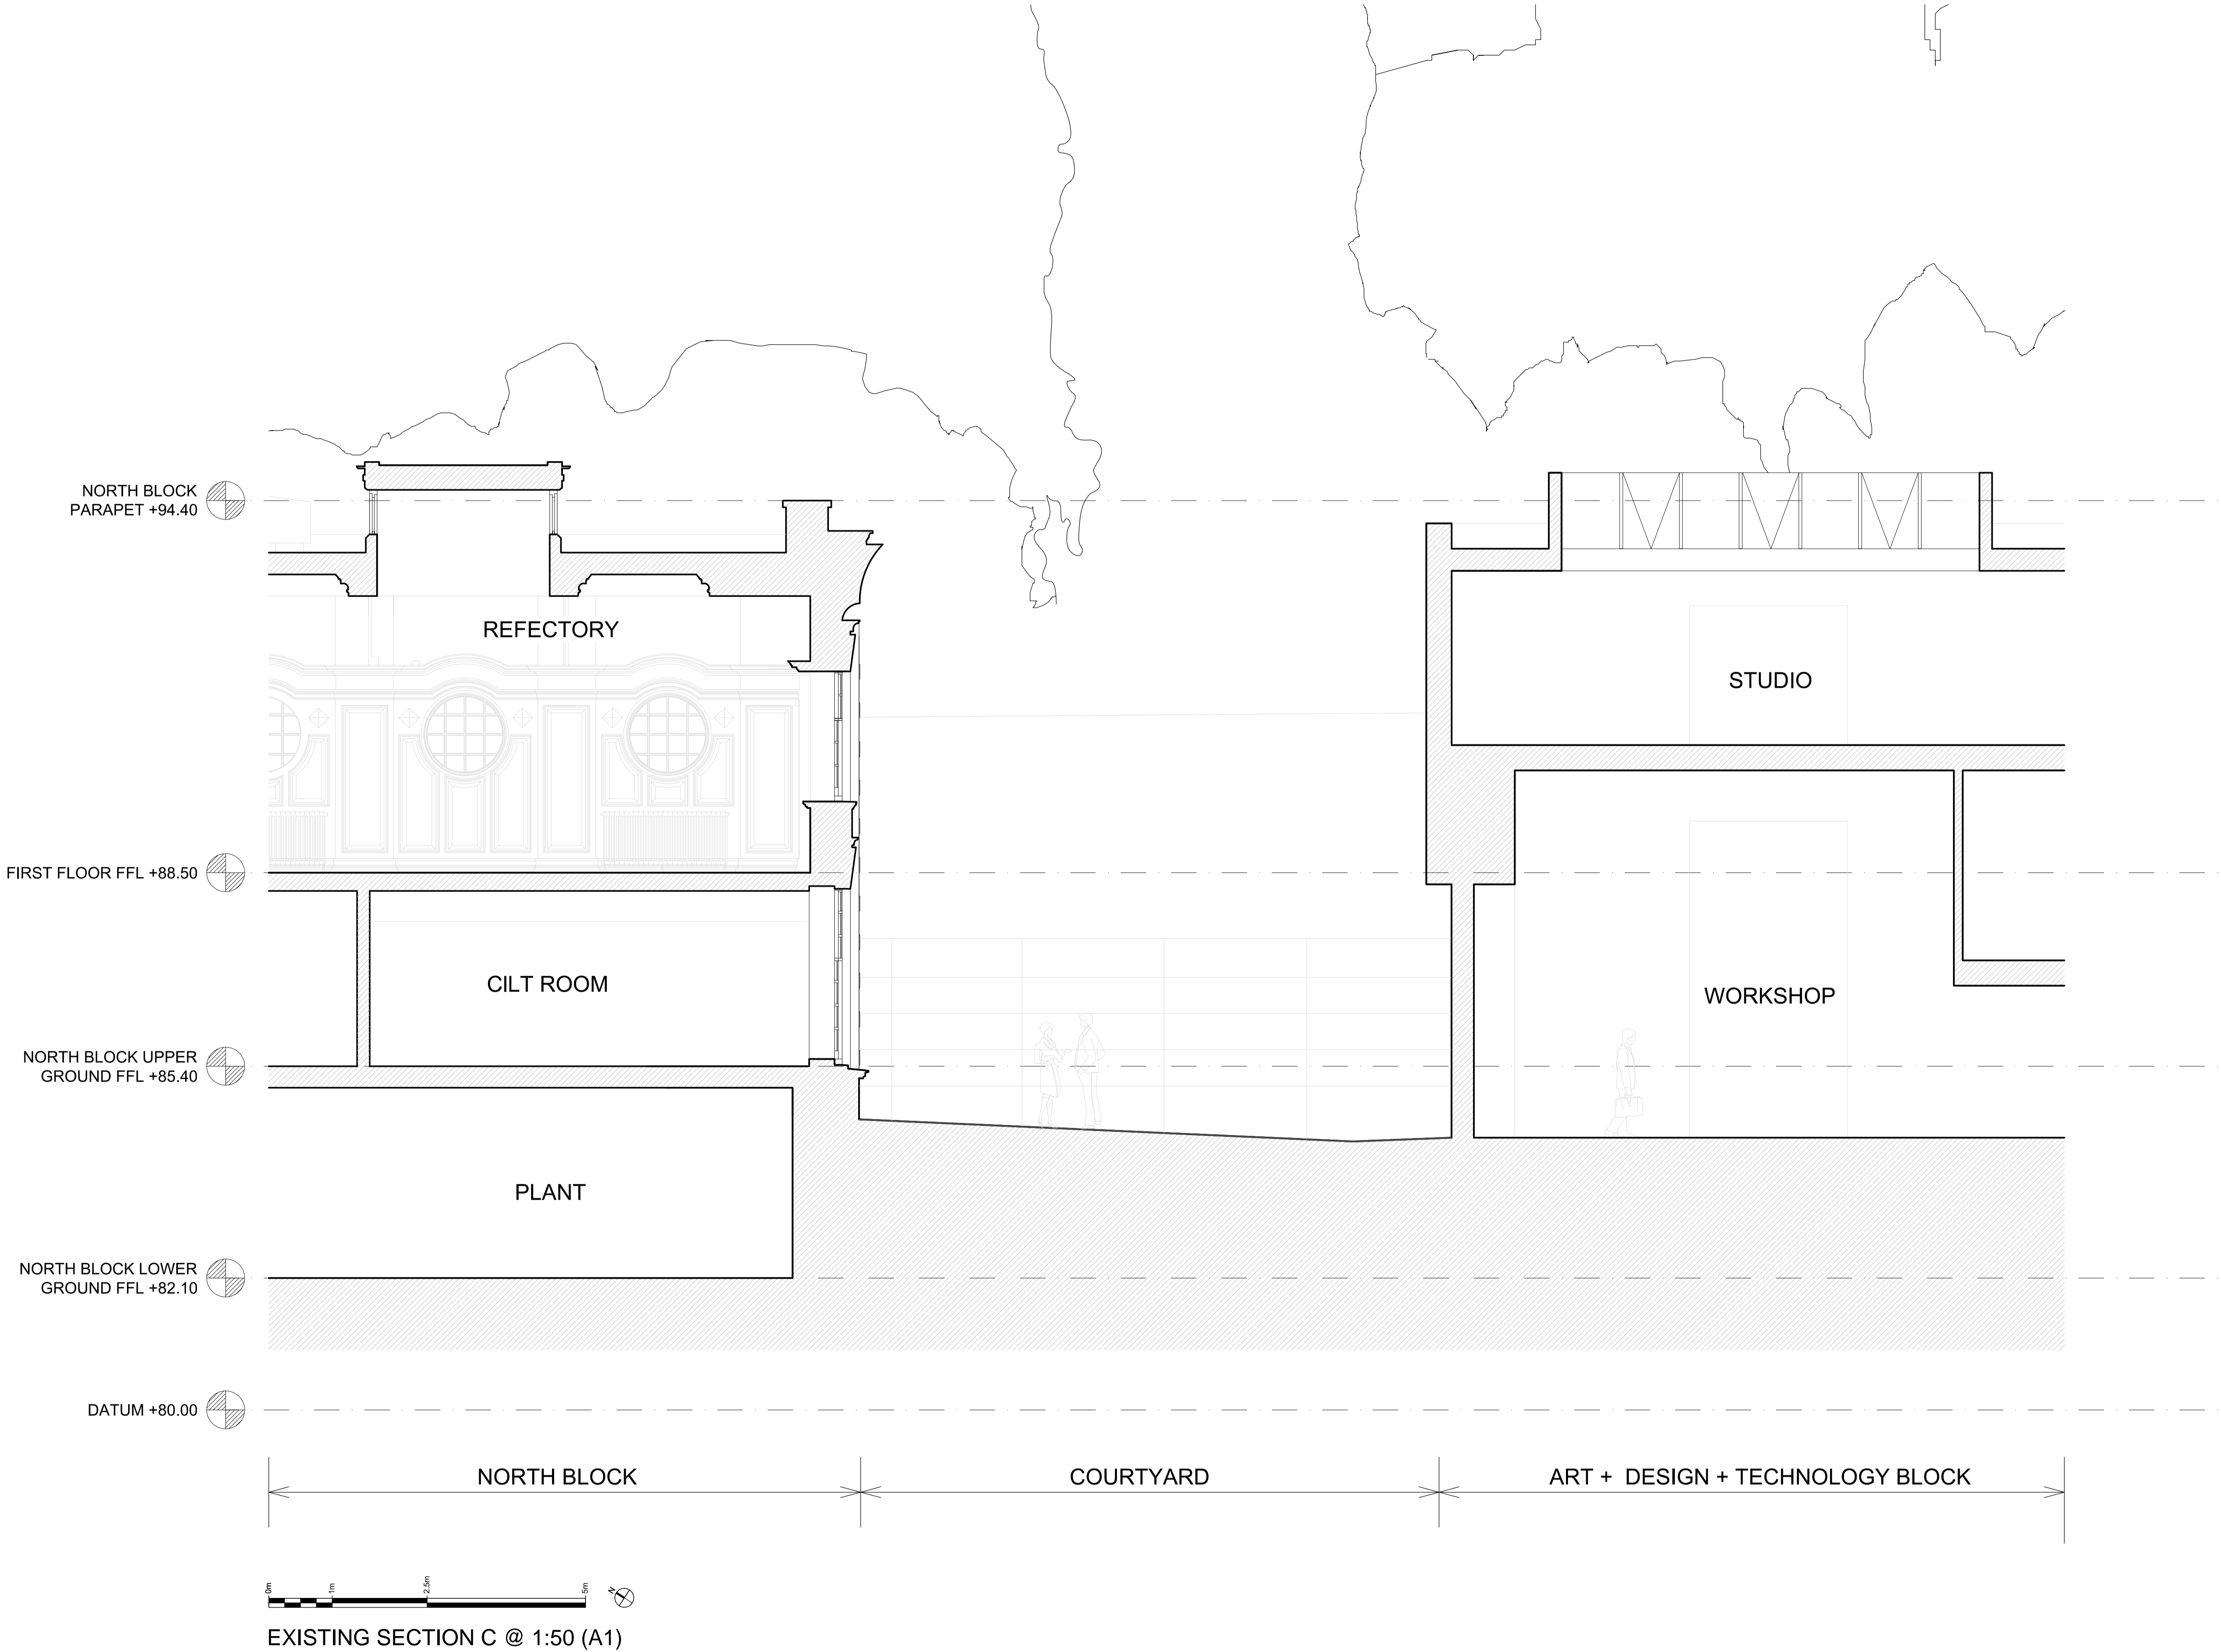 NORTH BLOCK
PARAPET +94.40
REFECTORY
STUDIO
FIRST FLOOR FFL +88.50
CILT ROOM
WORKSHOP
NORTH BLOCK UPPER
GROUND FFL +85.40
PLANT
NORTH BLOCK LOWER
GROUND FFL +82.10
DATUM +80.00
NORTH BLOCK
COURTYARD
ART + DESIGN + TECHNOLOGY BLOCK
0m
1m
2.5m
5m
N
EXISTING SECTION C @ 1:50 (A1)